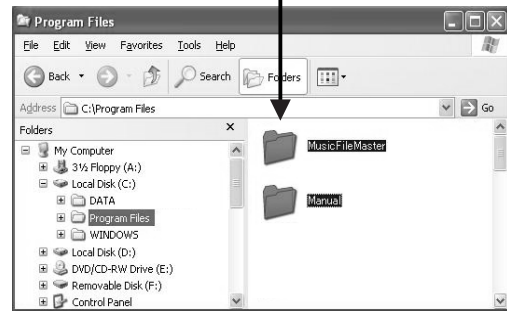 Program Files
File Edit View Favorites Tools Help
Back Search Folders
Address C:\Program Files Go
Folders x
My Computer
3½ Floppy (A:)
Local Disk (C:)
DATA
Program Files
WINDOWS
Local Disk (D:)
DVD/CD-RW Drive (E:)
Removable Disk (F:)
Control Panel
MusicFileMaster
Manual